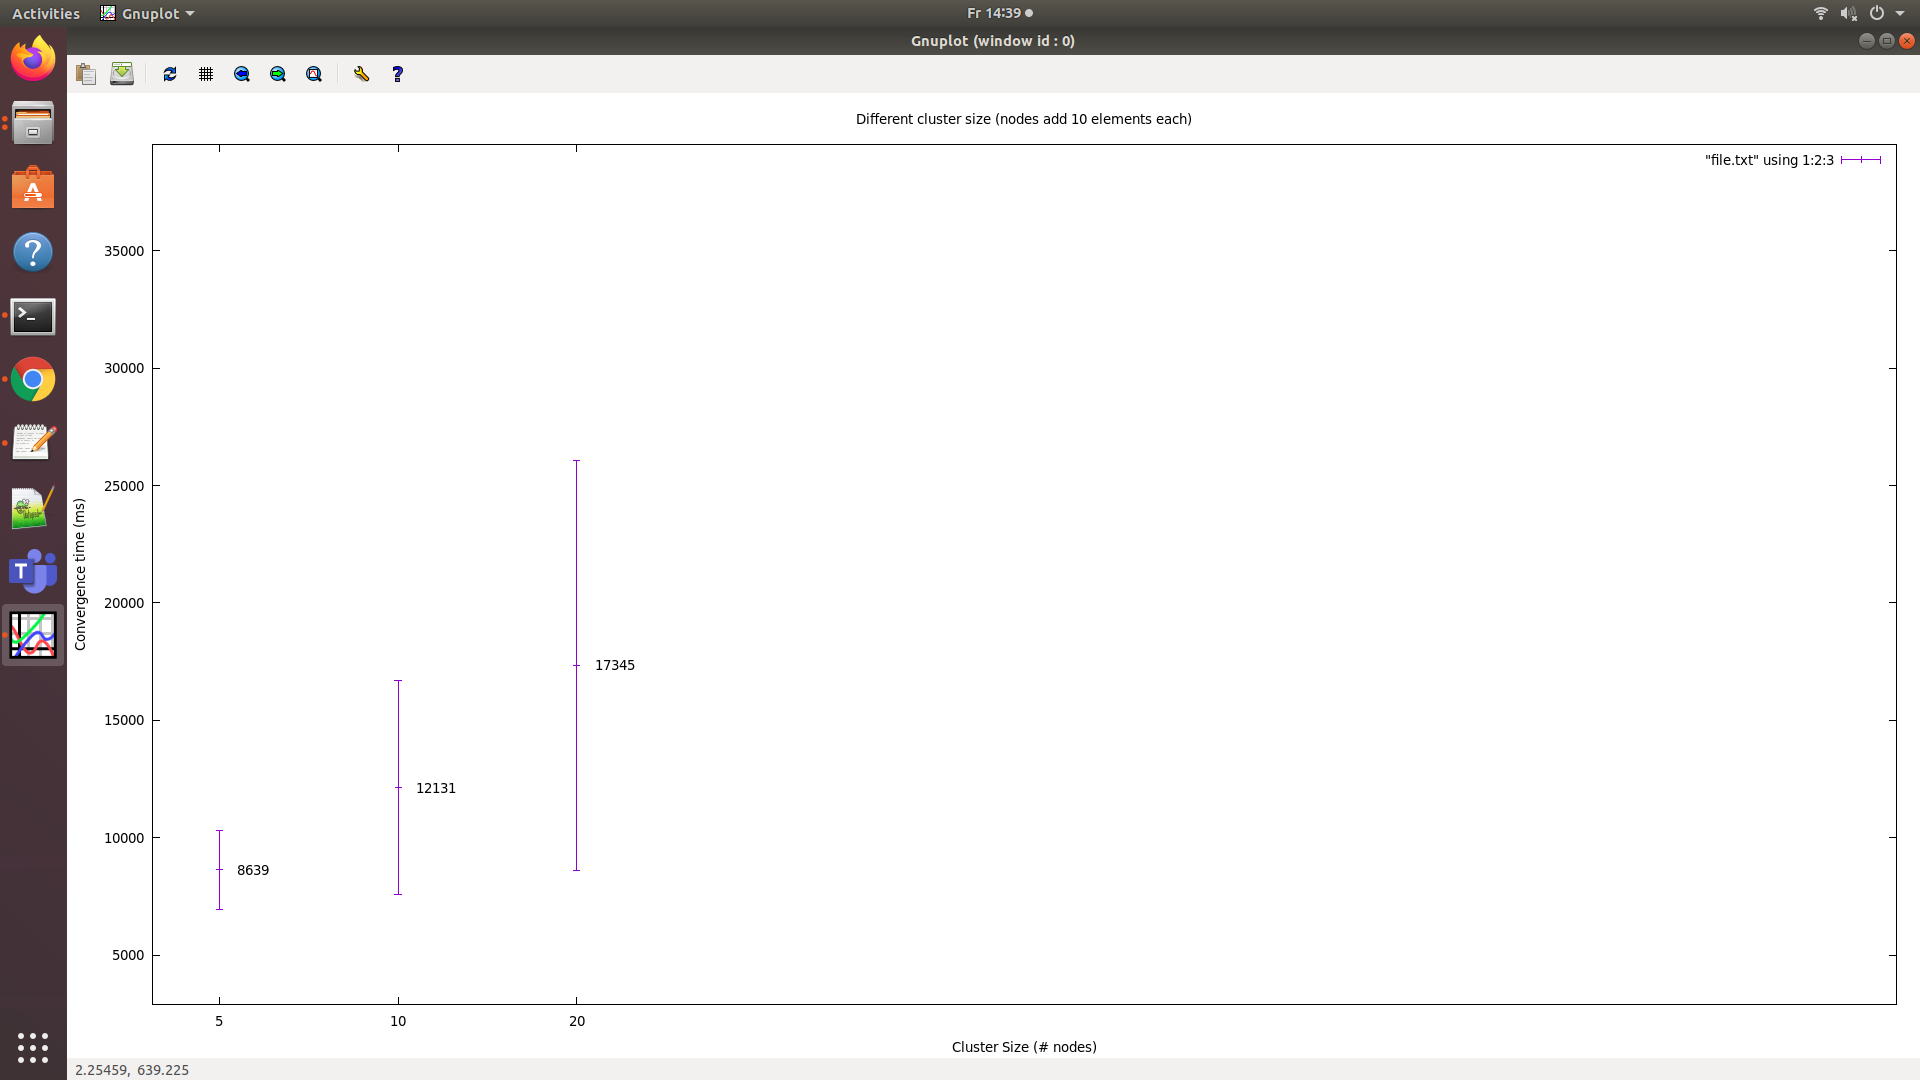 Activities
Gnuplot
Fr 14:39
Gnuplot (window id : 0)
Different cluster size (nodes add 10 elements each)
"file.txt" using 1:2:3
35000
30000
25000
20000
15000
10000
5000
Convergence time (ms)
17345
12131
8639
5
10
20
Cluster Size (# nodes)
2.25459, 639.225